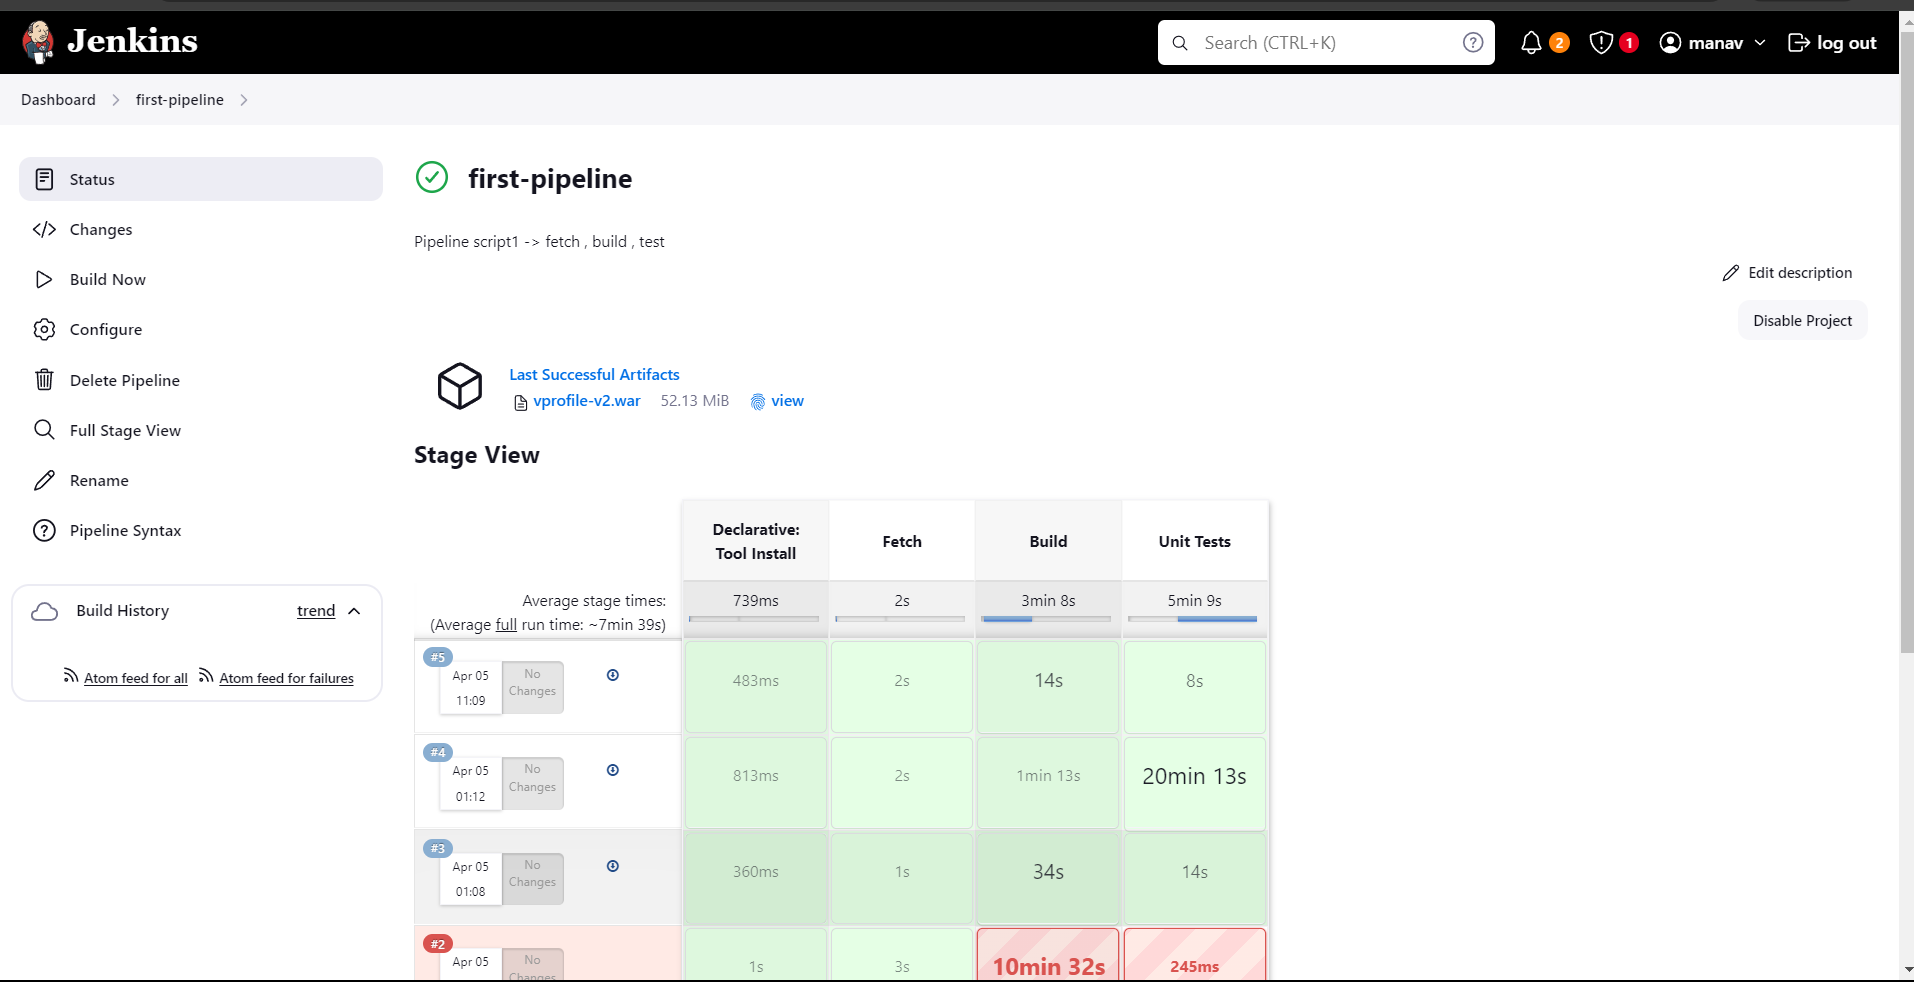 Jenkins
Search (CTRL+K)
2
1
manav
log out
Dashboard
first-pipeline
Status
Changes
Build Now
Configure
Delete Pipeline
Full Stage View
Rename
Pipeline Syntax
Build History
trend
Atom feed for all
Atom feed for failures
first-pipeline
Pipeline script1 -> fetch , build , test
Edit description
Disable Project
Last Successful Artifacts
vprofile-v2.war 52.13 MiB view
Stage View
Declarative:
Tool Install
Fetch
Build
Unit Tests
Average stage times:
(Average full run time: ~7min 39s)
739ms
2s
3min 8s
5min 9s
#5
Apr 05
11:09
No
Changes
483ms
2s
14s
8s
#4
Apr 05
01:12
No
Changes
813ms
2s
1min 13s
20min 13s
#3
Apr 05
01:08
No
Changes
360ms
1s
34s
14s
#2
Apr 05
No
Changes
1s
3s
10min 32s
245ms